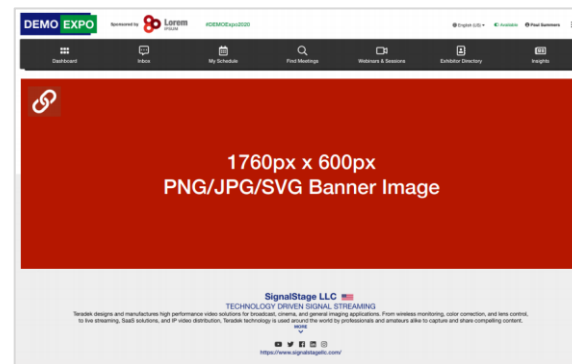 DEMO EXPO
Sponsored by Lorem IPSUM
#DEMOExpo2020
English (US)
Available
Paul Summers
Dashboard
Inbox
My Schedule
Find Meetings
Webinars & Sessions
Exhibitor Directory
Insights
1760px x 600px
PNG/JPG/SVG Banner Image
SignalStage LLC
TECHNOLOGY DRIVEN SIGNAL STREAMING
Teradek designs and manufactures high performance video solutions for broadcast, cinema, and general imaging applications. From wireless monitoring, color correction, and lens control,
to live streaming, SaaS solutions, and IP video distribution, Teradek technology is used around the world by professionals and amateurs alike to capture and share compelling content.
MORE
https://www.signalstagellc.com/